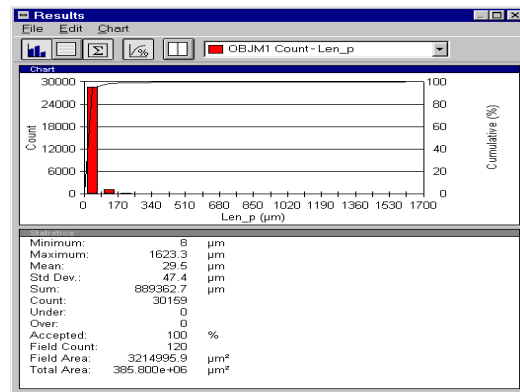 Results
File Edit Chart
Σ % OBJM1 Count - Len_p
Chart
30000 100
24000 80
18000 60
Count 12000 40 Cumulative (%)
6000 20
0 0
0 170 340 510 680 850 1020 1190 1360 1530 1700
Len_p (µm)
Statistics
Minimum: 8 µm
Maximum: 1623.3 µm
Mean: 29.5 µm
Std Dev.: 47.4 µm
Sum: 889362.7 µm
Count: 30159
Under: 0
Over: 0
Accepted: 100 %
Field Count: 120
Field Area: 3214995.9 µm²
Total Area: 385.800e+06 µm²